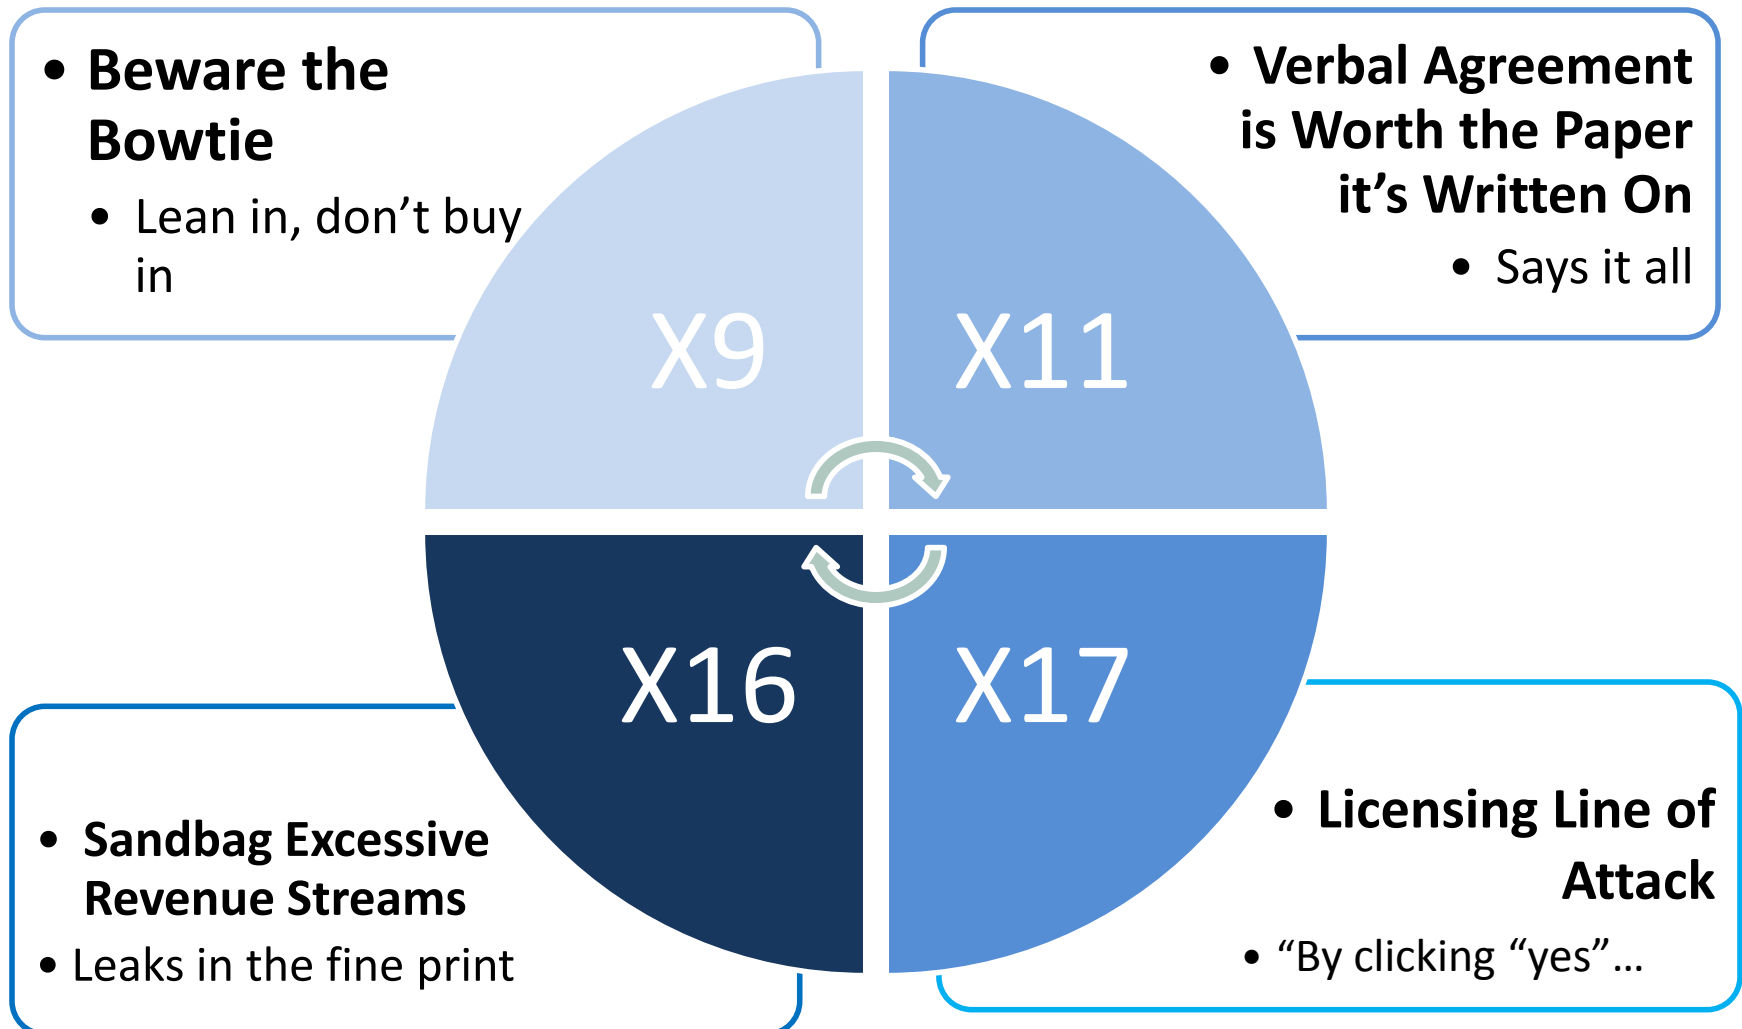 • Beware the
Bowtie
• Lean in, don’t buy
in
• Verbal Agreement
is Worth the Paper
it’s Written On
• Says it all
X9
X11
X16
X17
• Sandbag Excessive
Revenue Streams
• Leaks in the fine print
• Licensing Line of
Attack
• “By clicking “yes”…